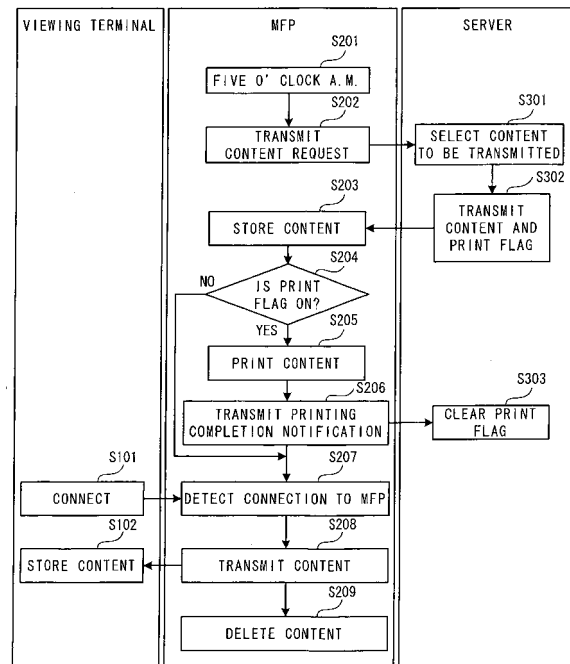 VIEWING TERMINAL
MFP
SERVER
S201
FIVE O' CLOCK A.M.
S202
TRANSMIT
CONTENT REQUEST
S301
SELECT CONTENT
TO BE TRANSMITTED
S302
TRANSMIT
CONTENT AND
PRINT FLAG
S203
STORE CONTENT
S204
NO
IS PRINT
FLAG ON?
YES
S205
PRINT CONTENT
S206
TRANSMIT PRINTING
COMPLETION NOTIFICATION
S303
CLEAR PRINT
FLAG
S101
CONNECT
S207
DETECT CONNECTION TO MFP
S102
STORE CONTENT
S208
TRANSMIT CONTENT
S209
DELETE CONTENT